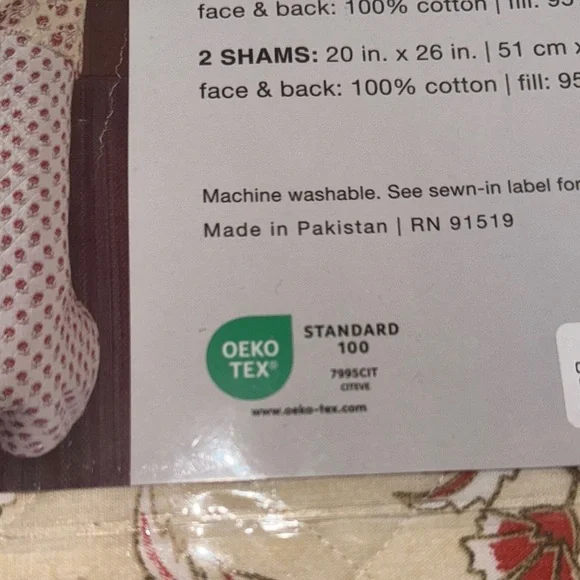 face & back: 100% cotton | fill: 95
2 SHAMS: 20 in. x 26 in. | 51 cm x
face & back: 100% cotton | fill: 95
Machine washable. See sewn-in label for
Made in Pakistan | RN 91519
OEKO
TEX®
STANDARD
100
7995CIT
CITEVE
www.oeko-tex.com